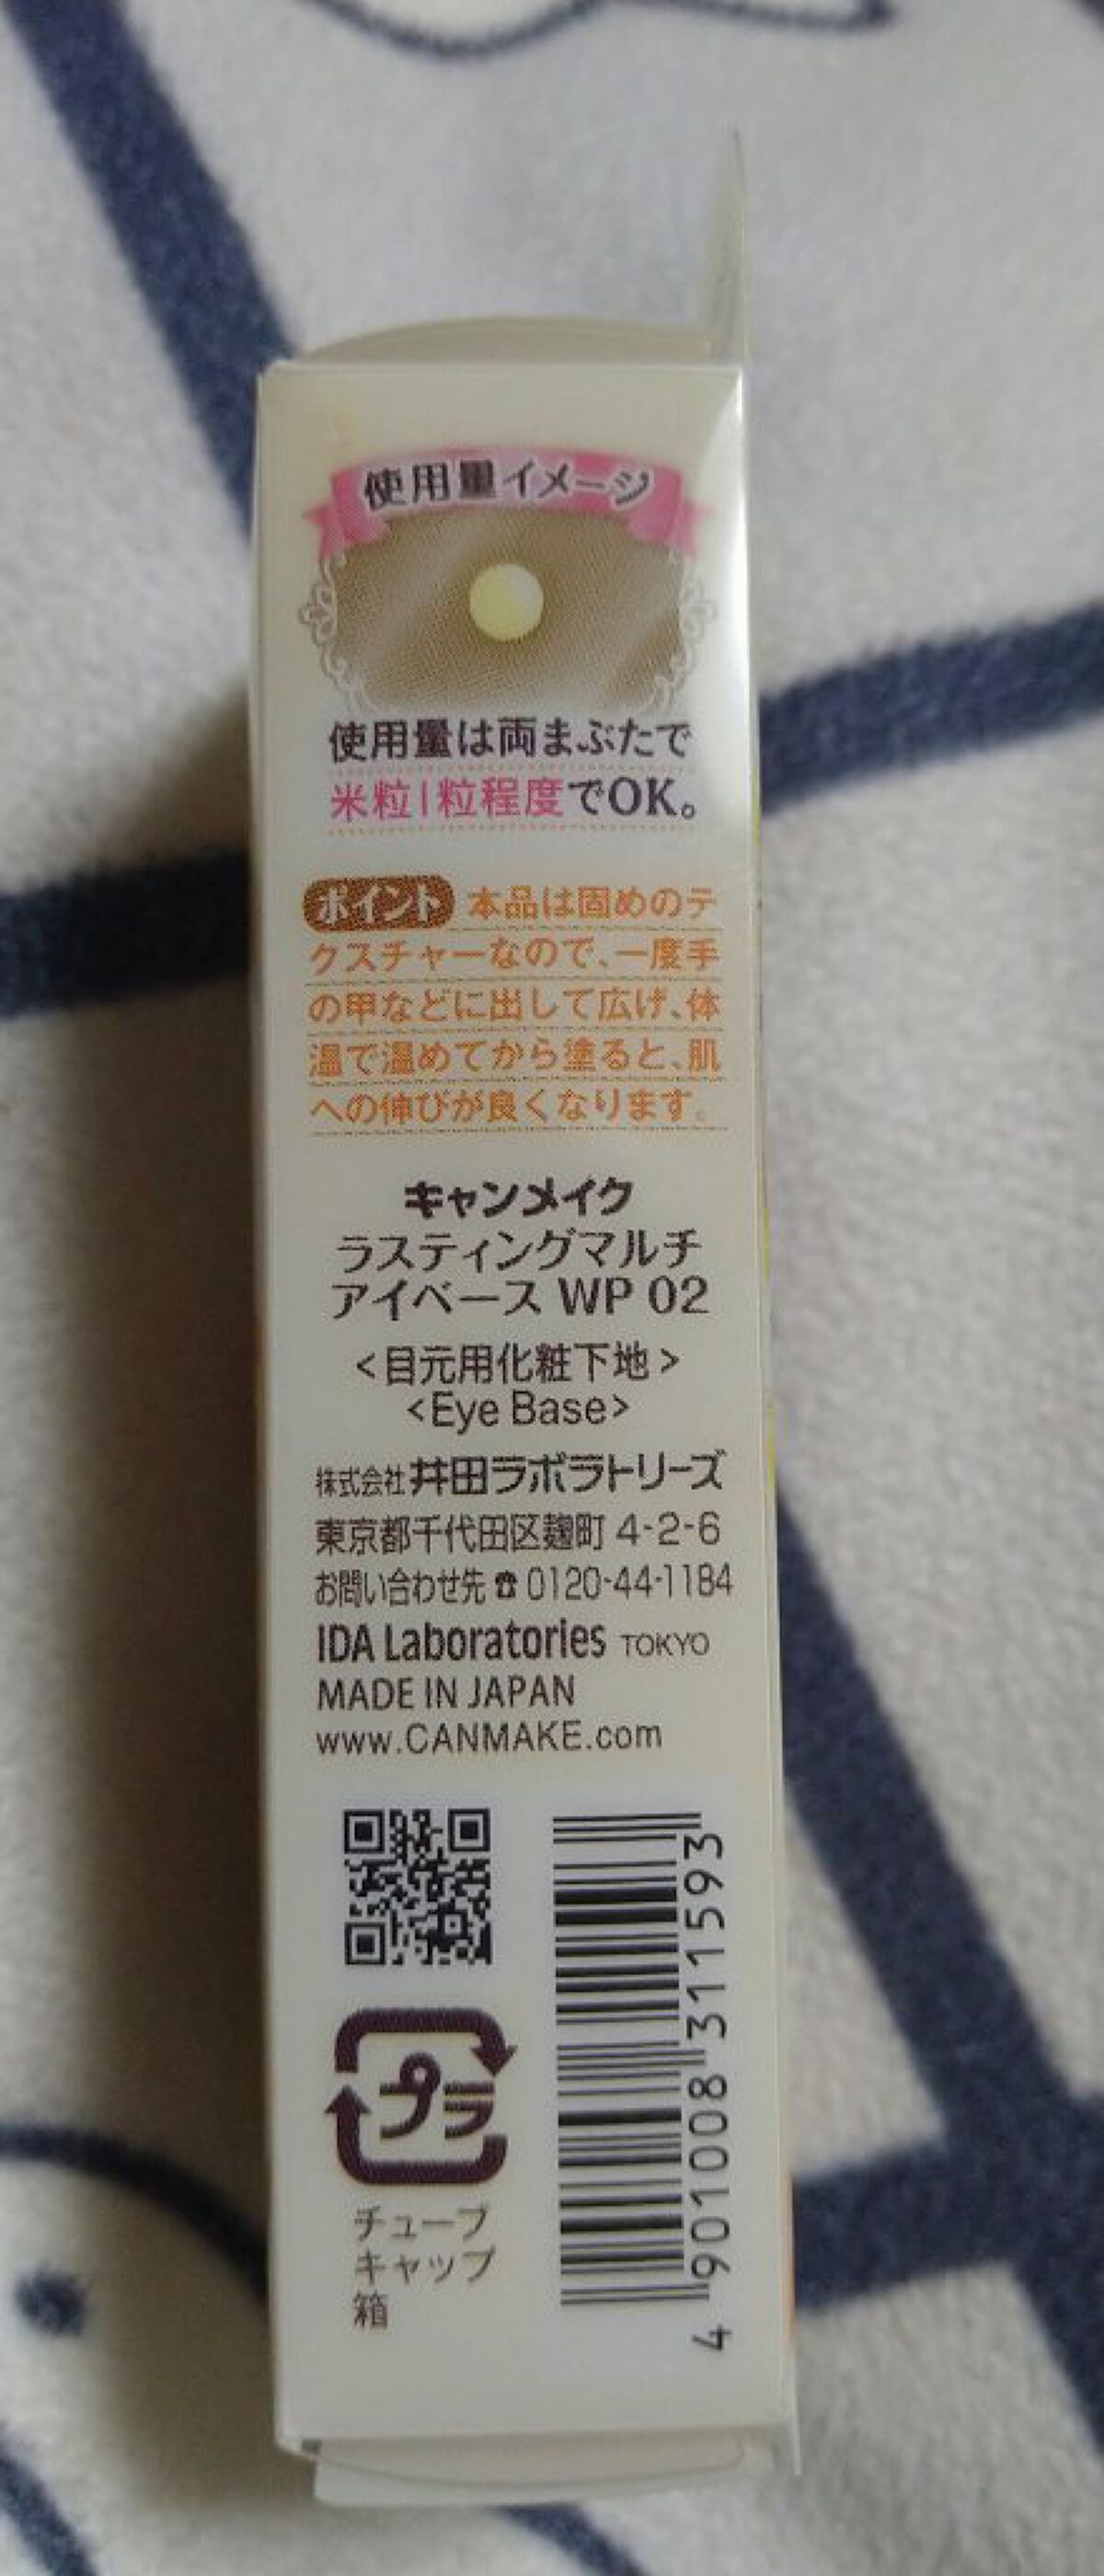 使用量イメージ
使用量は両まぶたで
米粒1粒程度でOK。
ポイント 本品は固めのテ
クスチャーなので、一度手
の甲などに出して広げ、体
温で温めてから塗ると、肌
への伸びが良くなります。
キャンメイク
ラスティングマルチ
アイベース WP 02
<目元用化粧下地>
<Eye Base>
株式会社 井田ラボラトリーズ
東京都千代田区麹町 4-2-6
お問い合わせ先 ☎ 0120-44-1184
IDA Laboratories TOKYO
MADE IN JAPAN
www.CANMAKE.com
プラ
チューブ
キャップ
箱
4 901008 311593